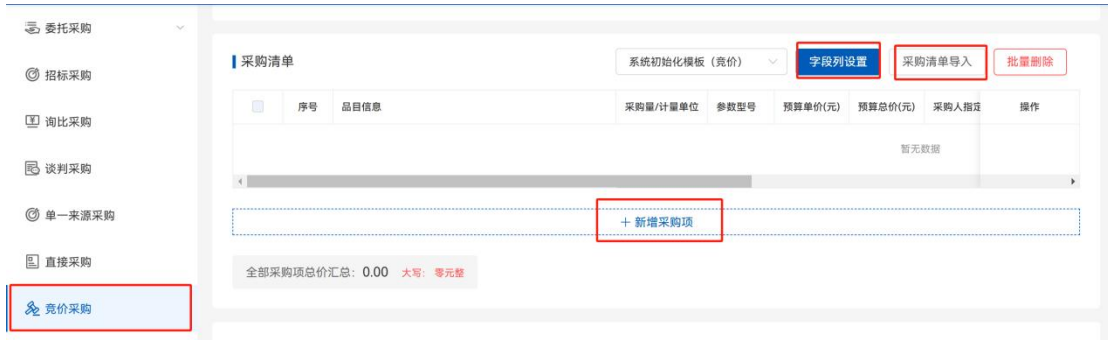 委托采购
招标采购
询比采购
谈判采购
单一来源采购
直接采购
竞价采购
采购清单
系统初始化模板（竞价）
字段列设置
采购清单导入
批量删除
序号 品目信息 采购量/计量单位 参数型号 预算单价(元) 预算总价(元) 采购人指定 操作
暂无数据
+ 新增采购项
全部采购项总价汇总: 0.00 大写: 零元整